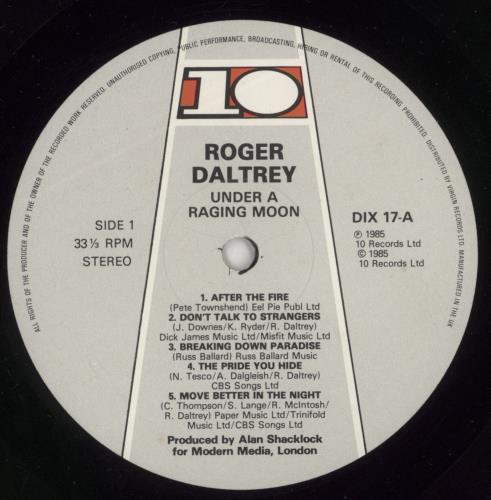 ALL RIGHTS OF THE PRODUCER AND OF THE OWNER OF THE RECORDED WORK RESERVED. UNAUTHORISED COPYING, PUBLIC PERFORMANCE, BROADCASTING, HIRING OR RENTAL OF THIS RECORDING PROHIBITED. DISTRIBUTED BY VIRGIN RECORDS LTD. MANUFACTURED IN THE UK
10
ROGER
DALTREY
UNDER A
RAGING MOON
SIDE 1
33⅓ RPM
STEREO
DIX 17-A
℗ 1985
10 Records Ltd
© 1985
10 Records Ltd
1. AFTER THE FIRE
(Pete Townshend) Eel Pie Publ Ltd
2. DON'T TALK TO STRANGERS
(J. Downes/K. Ryder/R. Daltrey)
Dick James Music Ltd/Misfit Music Ltd
3. BREAKING DOWN PARADISE
(Russ Ballard) Russ Ballard Music
4. THE PRIDE YOU HIDE
(N. Tesco/A. Dalgleish/R. Daltrey)
CBS Songs Ltd
5. MOVE BETTER IN THE NIGHT
(C. Thompson/S. Lange/R. McIntosh/
R. Daltrey) Paper Music Ltd/Trinifold
Music Ltd/CBS Songs Ltd
Produced by Alan Shacklock
for Modern Media, London